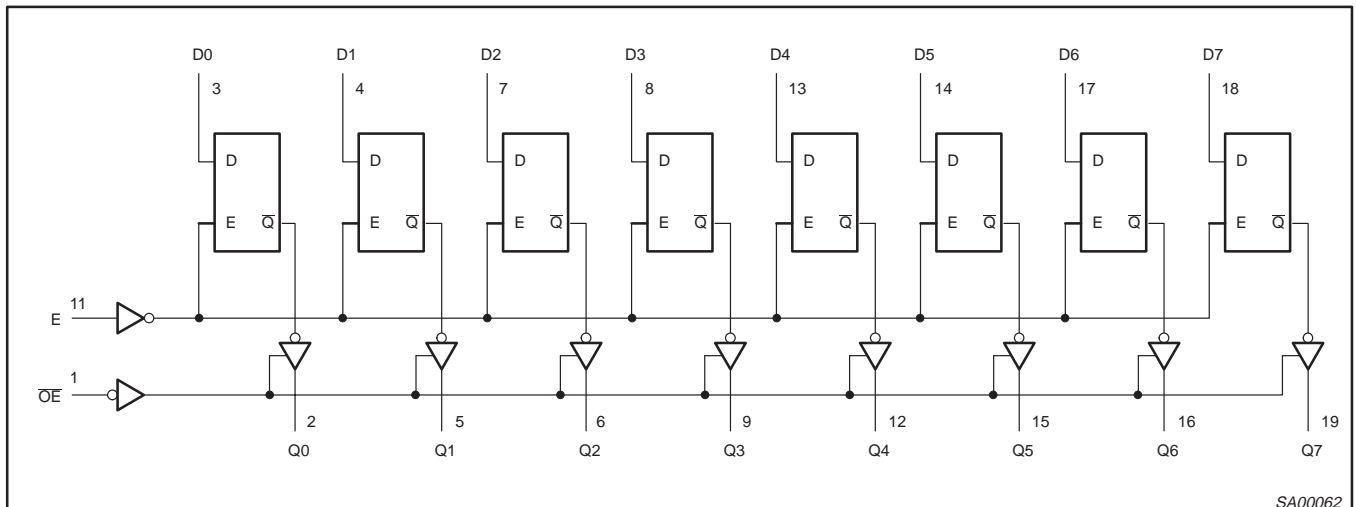 D0 D1 D2 D3 D4 D5 D6 D7
3 4 7 8 13 14 17 18
D D D D D D D D
E Q̅ E Q̅ E Q̅ E Q̅ E Q̅ E Q̅ E Q̅ E Q̅
11
E
1
O̅E̅
2 5 6 9 12 15 16 19
Q0 Q1 Q2 Q3 Q4 Q5 Q6 Q7
SA00062